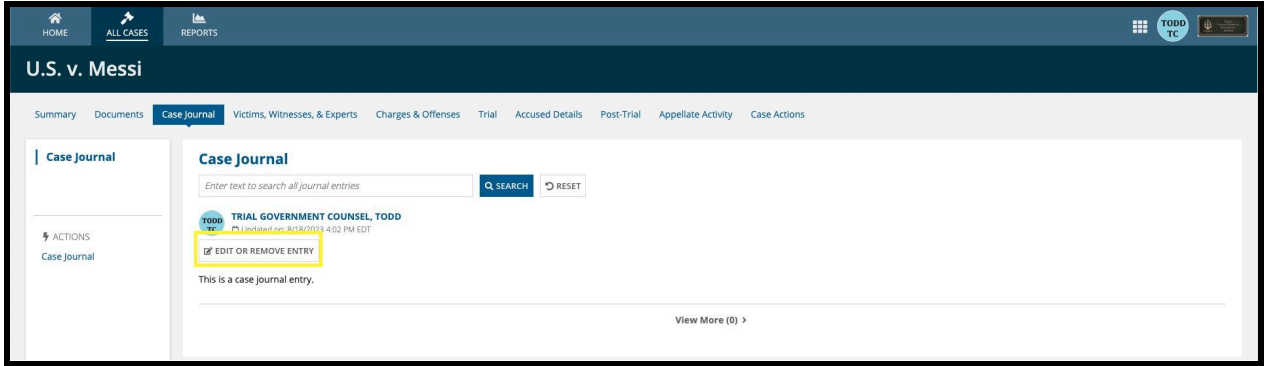 HOME ALL CASES REPORTS
TODD
TC
U.S. v. Messi
Summary Documents Case Journal Victims, Witnesses, & Experts Charges & Offenses Trial Accused Details Post-Trial Appellate Activity Case Actions
Case Journal
Case Journal
Enter text to search all journal entries SEARCH RESET
TODD
TC
TRIAL GOVERNMENT COUNSEL, TODD
Updated on: 8/18/2023 4:02 PM EDT
ACTIONS
Case Journal
EDIT OR REMOVE ENTRY
This is a case journal entry.
View More (0) >